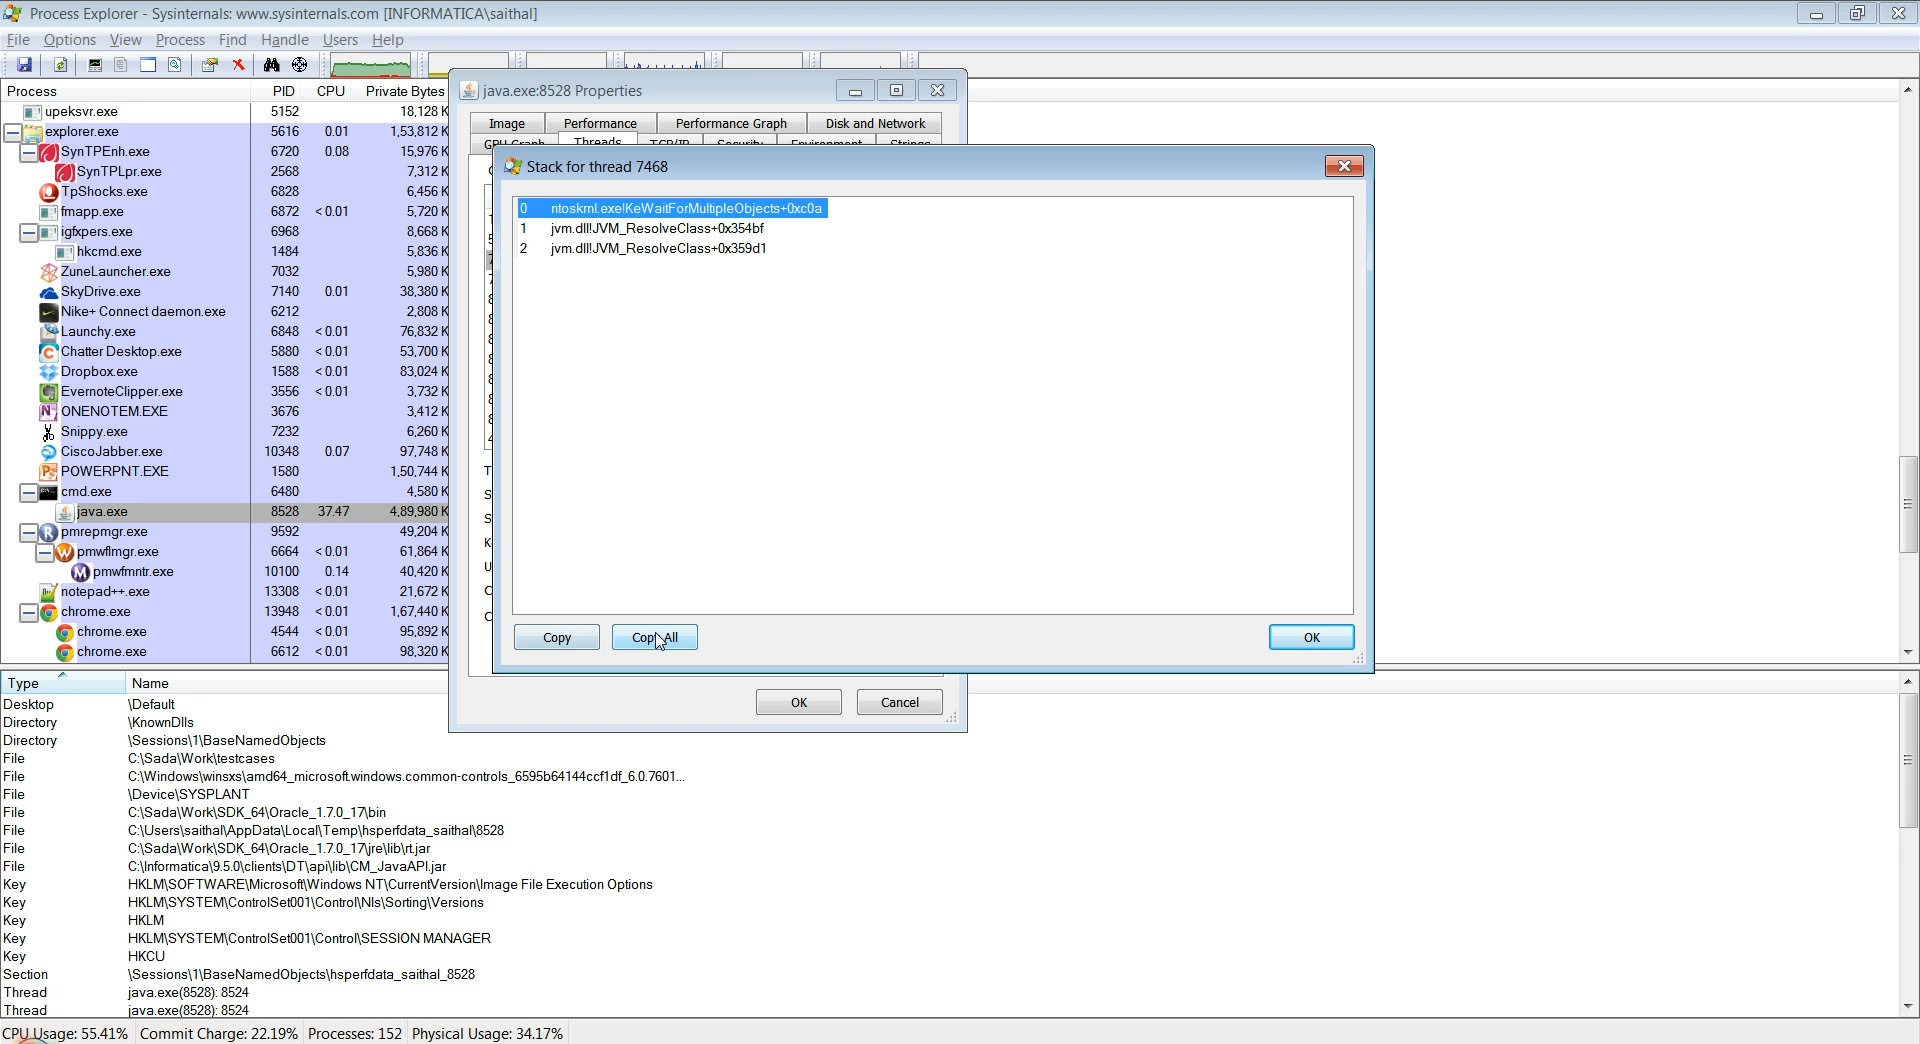 Process Explorer - Sysinternals: www.sysinternals.com [INFORMATICA\saithal]
File Options View Process Find Handle Users Help
Process PID CPU Private Bytes
upeksvr.exe 5152 18,128 K
explorer.exe 5616 0.01 1,53,812 K
SynTPEnh.exe 6720 0.08 15,976 K
SynTPLpr.exe 2568 7,312 K
TpShocks.exe 6828 6,456 K
fmapp.exe 6872 <0.01 5,720 K
igfxpers.exe 6968 8,668 K
hkcmd.exe 1484 5,836 K
ZuneLauncher.exe 7032 5,980 K
SkyDrive.exe 7140 0.01 38,380 K
Nike+ Connect daemon.exe 6212 2,808 K
Launchy.exe 6848 <0.01 76,832 K
Chatter Desktop.exe 5880 <0.01 53,700 K
Dropbox.exe 1588 <0.01 83,024 K
EvernoteClipper.exe 3556 <0.01 3,732 K
ONENOTEM.EXE 3676 3,412 K
Snippy.exe 7232 6,260 K
CiscoJabber.exe 10348 0.07 97,748 K
POWERPNT.EXE 1580 1,50,744 K
cmd.exe 6480 4,580 K
java.exe 8528 37.47 4,89,980 K
pmrepmgr.exe 9592 49,204 K
pmwflmgr.exe 6664 <0.01 61,864 K
pmwfmntr.exe 10100 0.14 40,420 K
notepad++.exe 13308 <0.01 21,672 K
chrome.exe 13948 <0.01 1,67,440 K
chrome.exe 4544 <0.01 95,892 K
chrome.exe 6612 <0.01 98,320 K
java.exe:8528 Properties
Image Performance Performance Graph Disk and Network
GPU Graph Threads TCP/IP Security Environment Strings
Stack for thread 7468
0 ntoskrnl.exe!KeWaitForMultipleObjects+0xc0a
1 jvm.dll!JVM_ResolveClass+0x354bf
2 jvm.dll!JVM_ResolveClass+0x359d1
Copy Copy All OK
OK Cancel
Type Name
Desktop \Default
Directory \KnownDlls
Directory \Sessions\1\BaseNamedObjects
File C:\Sada\Work\testcases
File C:\Windows\winsxs\amd64_microsoft.windows.common-controls_6595b64144ccf1df_6.0.7601...
File \Device\SYSPLANT
File C:\Sada\Work\SDK_64\Oracle_1.7.0_17\bin
File C:\Users\saithal\AppData\Local\Temp\hsperfdata_saithal\8528
File C:\Sada\Work\SDK_64\Oracle_1.7.0_17\jre\lib\rt.jar
File C:\Informatica\9.5.0\clients\DT\api\lib\CM_JavaAPI.jar
Key HKLM\SOFTWARE\Microsoft\Windows NT\CurrentVersion\Image File Execution Options
Key HKLM\SYSTEM\ControlSet001\Control\Nls\Sorting\Versions
Key HKLM
Key HKLM\SYSTEM\ControlSet001\Control\SESSION MANAGER
Key HKCU
Section \Sessions\1\BaseNamedObjects\hsperfdata_saithal_8528
Thread java.exe(8528): 8524
Thread java.exe(8528): 8524
CPU Usage: 55.41% Commit Charge: 22.19% Processes: 152 Physical Usage: 34.17%